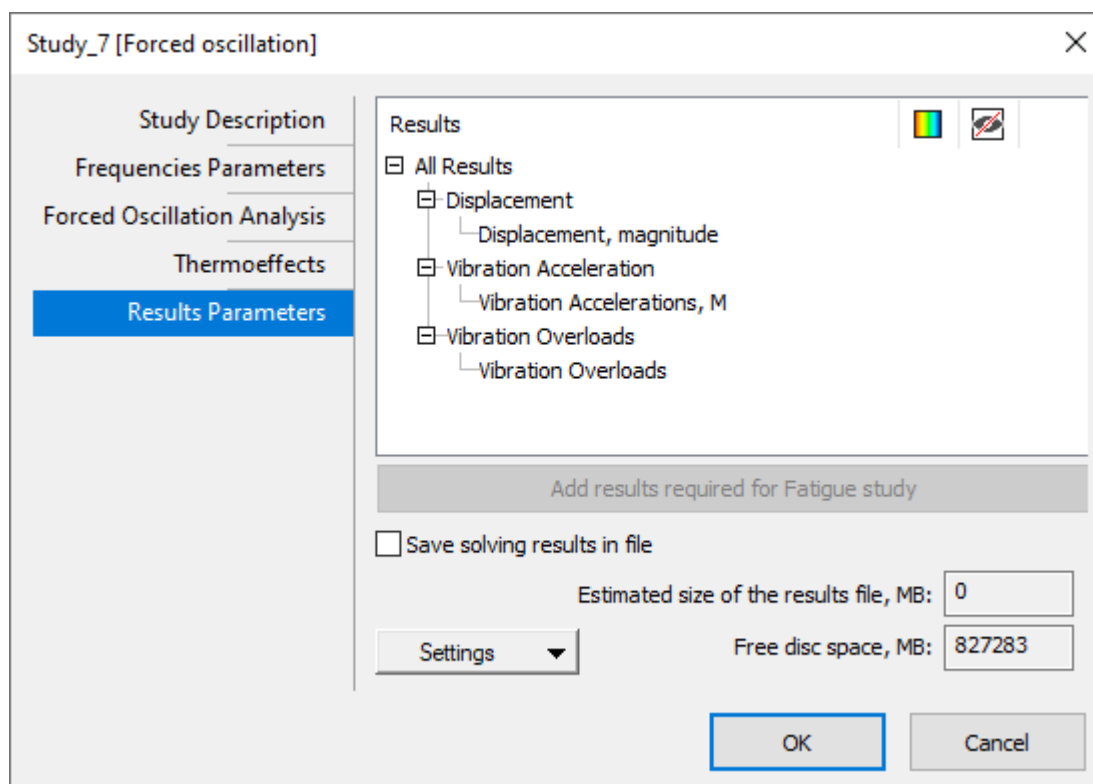 Study_7 [Forced oscillation]
Study Description
Frequencies Parameters
Forced Oscillation Analysis
Thermoeffects
Results Parameters
Results
All Results
Displacement
Displacement, magnitude
Vibration Acceleration
Vibration Accelerations, M
Vibration Overloads
Vibration Overloads
Add results required for Fatigue study
Save solving results in file
Estimated size of the results file, MB: 0
Settings
Free disc space, MB: 827283
OK
Cancel